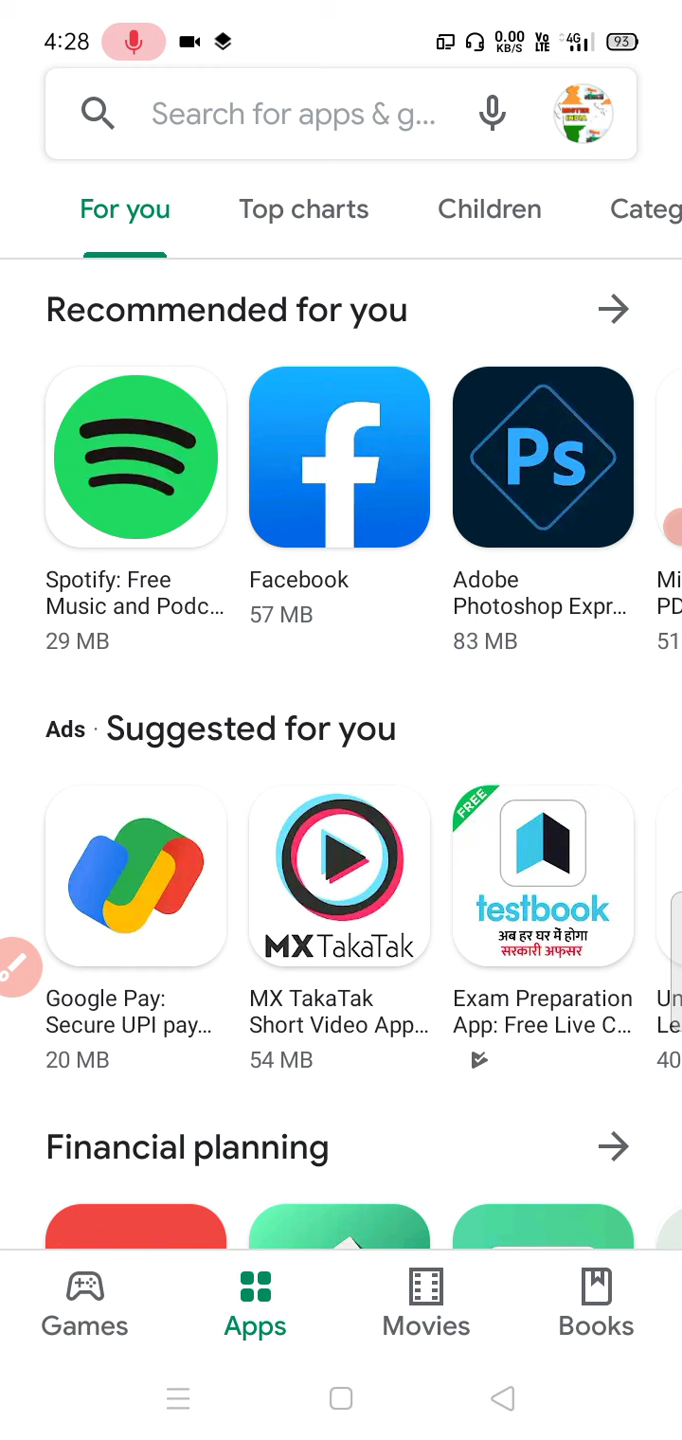 4:28
0.00
KB/S
Vo
LTE
4G
93
Search for apps & g...
For you
Top charts
Children
Categ
Recommended for you
Ps
Spotify: Free
Music and Podc...
29 MB
Facebook
57 MB
Adobe
Photoshop Expr...
83 MB
Mi
PD
51
Ads · Suggested for you
MX TakaTak
FREE
testbook
अब हर घर में होगा
सरकारी अफ़सर
Google Pay:
Secure UPI pay...
20 MB
MX TakaTak
Short Video App...
54 MB
Exam Preparation
App: Free Live C...
Un
Le
40
Financial planning
Games
Apps
Movies
Books